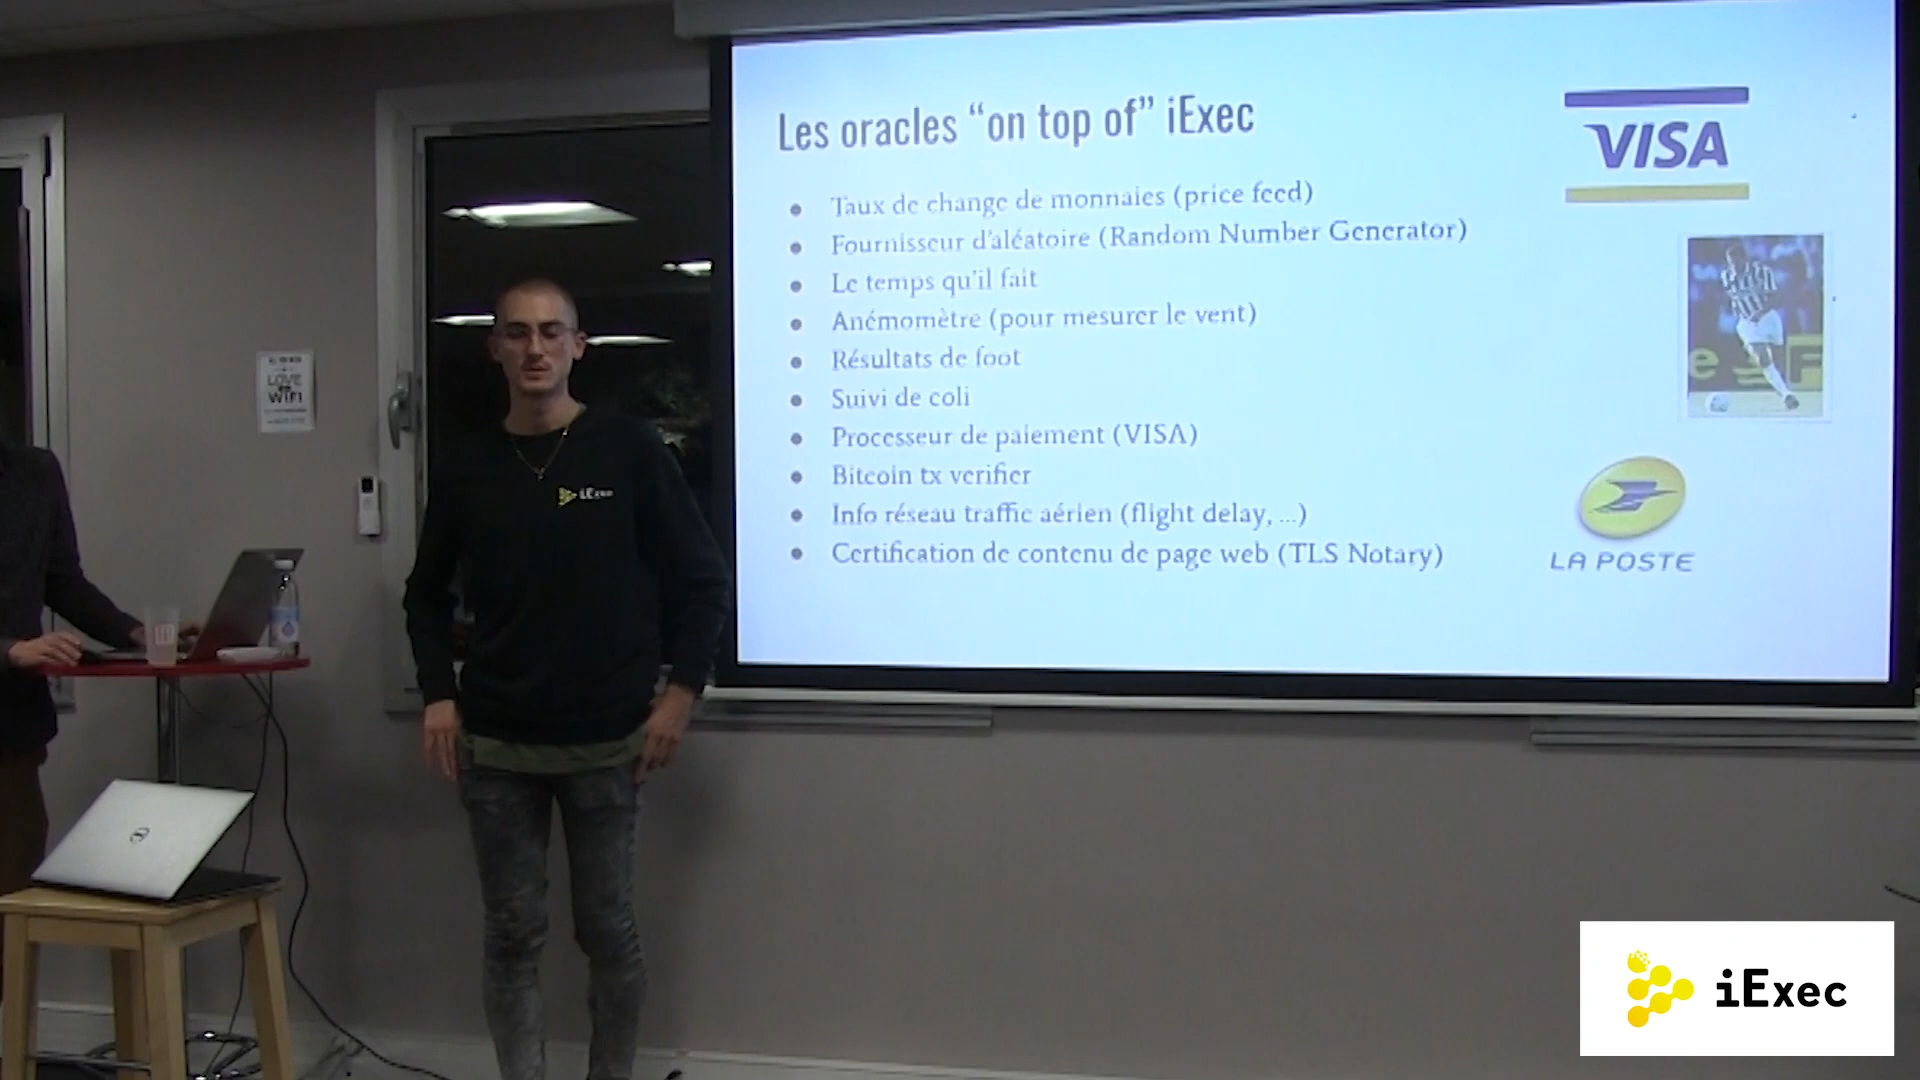 Les oracles “on top of” iExec
Taux de change de monnaies (price feed)
Fournisseur d'aléatoire (Random Number Generator)
Le temps qu'il fait
Anémomètre (pour mesurer le vent)
Résultats de foot
Suivi de coli
Processeur de paiement (VISA)
Bitcoin tx verifier
Info réseau traffic aérien (flight delay, ...)
Certification de contenu de page web (TLS Notary)
VISA
LA POSTE
LOVE
WIFI
iExec
iExec